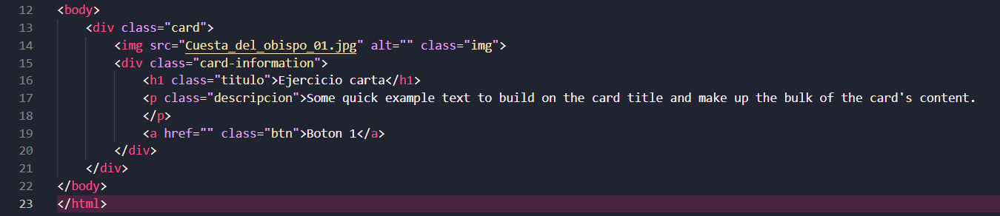 12 <body>
13 <div class="card">
14 <img src="Cuesta_del_obispo_01.jpg" alt="" class="img">
15 <div class="card-information">
16 <h1 class="titulo">Ejercicio carta</h1>
17 <p class="descripcion">Some quick example text to build on the card title and make up the bulk of the card's content.
18 </p>
19 <a href="" class="btn">Boton 1</a>
20 </div>
21 </div>
22 </body>
23 </html>